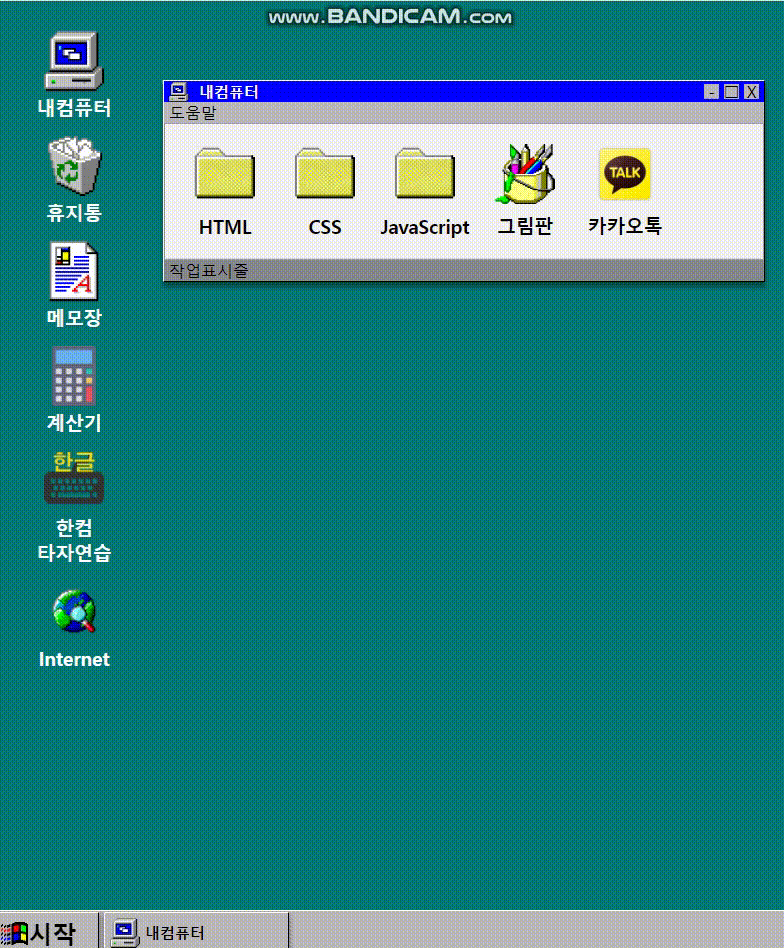 www.BANDICAM.com
내컴퓨터
휴지통
메모장
계산기
한글
한컴
타자연습
Internet
내컴퓨터
도움말
HTML
CSS
JavaScript
그림판
TALK
카카오톡
작업표시줄
시작
내컴퓨터